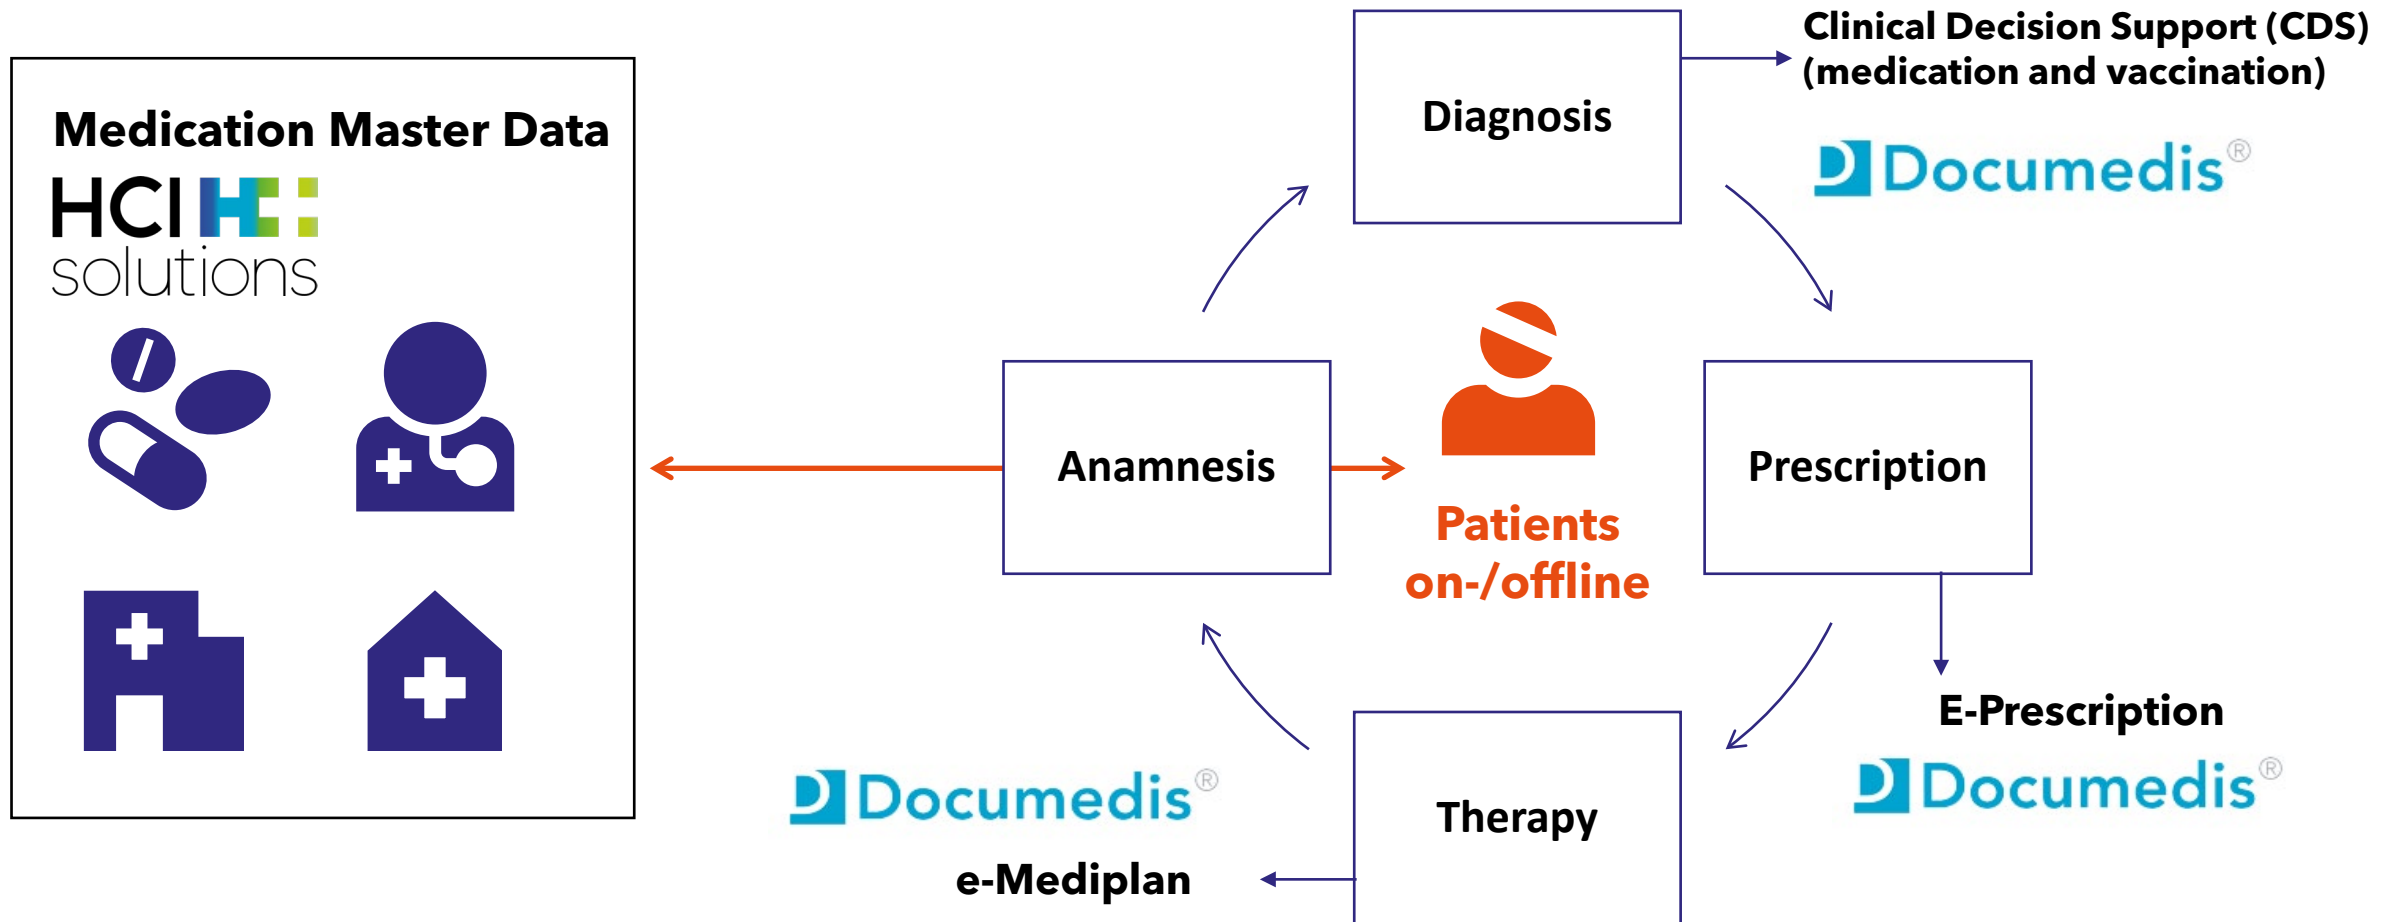 Medication Master Data
HCI
solutions
Diagnosis
Clinical Decision Support (CDS)
(medication and vaccination)
Documedis®
Anamnesis
Patients
on-/offline
Prescription
E-Prescription
Documedis®
Therapy
Documedis®
e-Mediplan